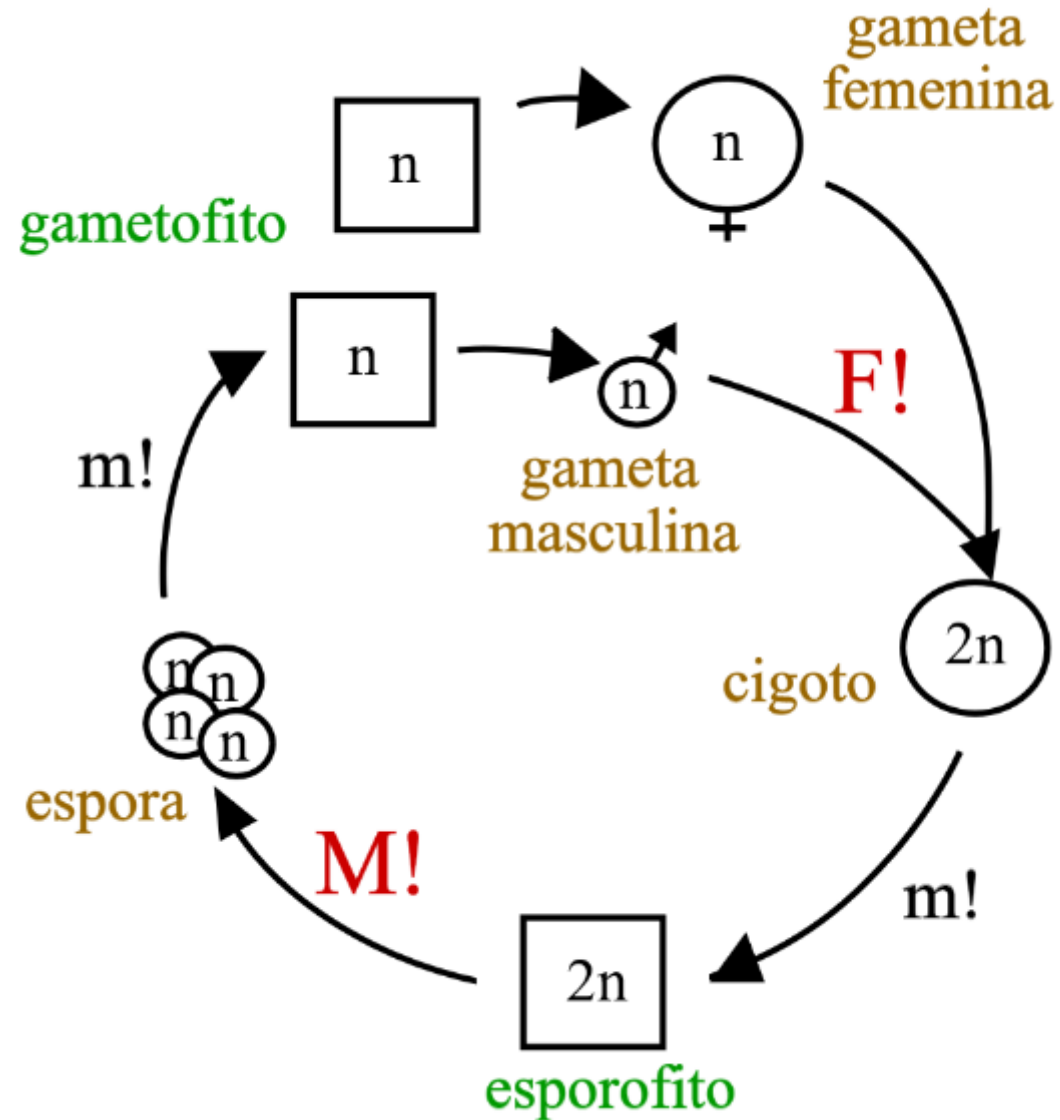 gameta
femenina
n
n
gametofito
n
n
F!
m!
gameta
masculina
n
n
n
n
2n
cigoto
espora
M!
m!
2n
esporofito